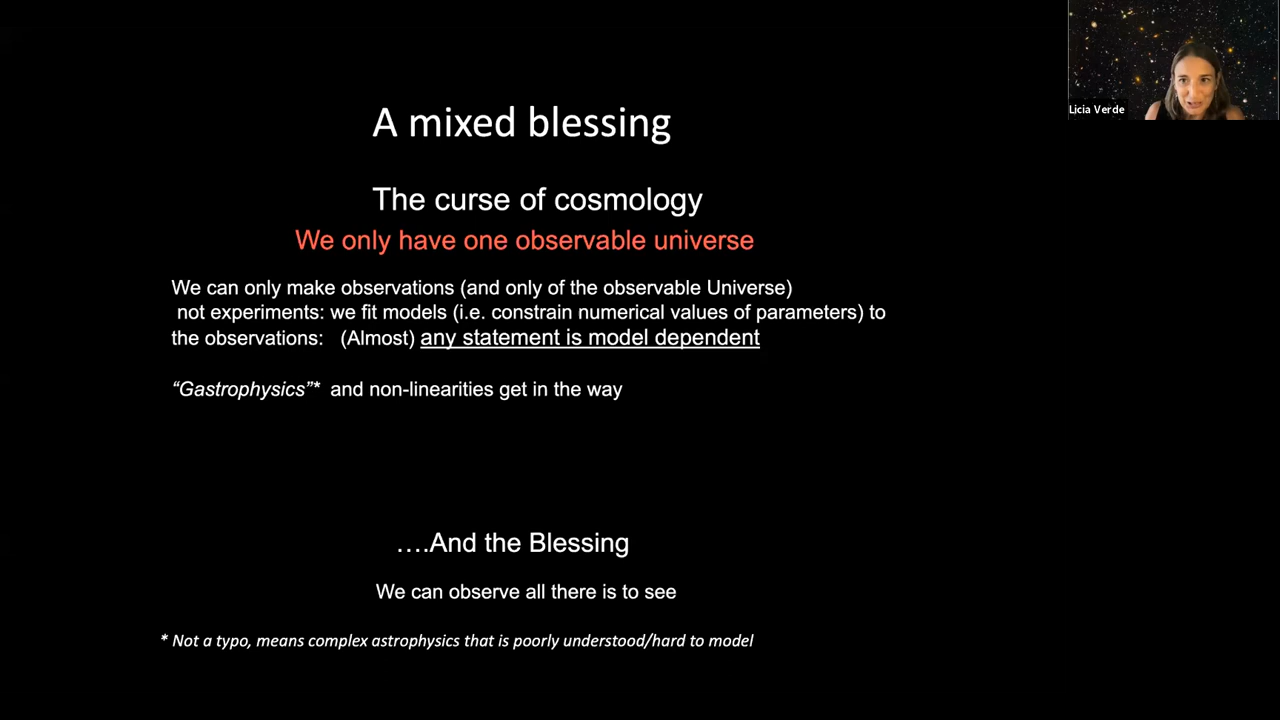 Licia Verde
A mixed blessing
The curse of cosmology
We only have one observable universe
We can only make observations (and only of the observable Universe)
not experiments: we fit models (i.e. constrain numerical values of parameters) to
the observations: (Almost) any statement is model dependent
“Gastrophysics”* and non-linearities get in the way
….And the Blessing
We can observe all there is to see
* Not a typo, means complex astrophysics that is poorly understood/hard to model